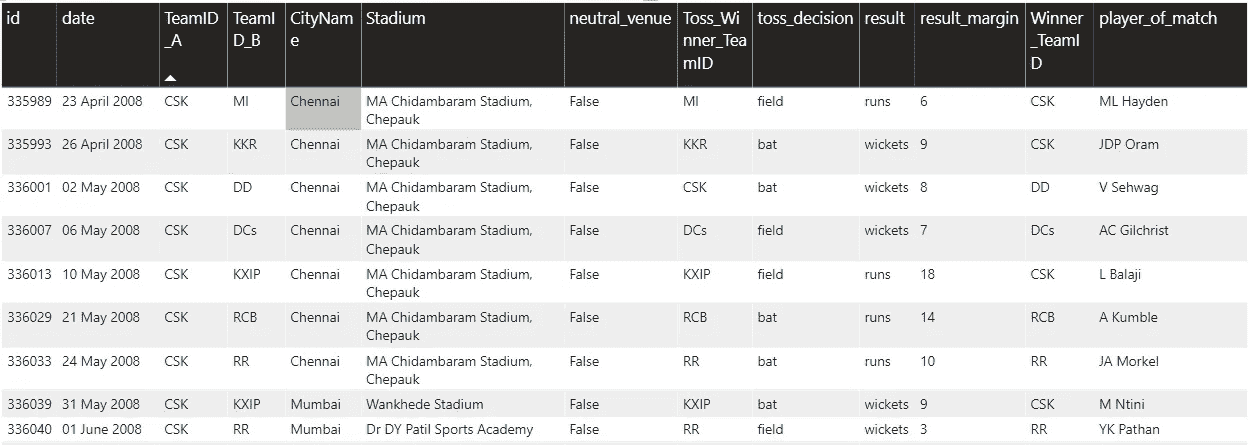 id date TeamID_A TeamID_B CityName Stadium neutral_venue Toss_Winner_TeamID toss_decision result result_margin Winner_TeamID player_of_match
335989 23 April 2008 CSK MI Chennai MA Chidambaram Stadium, Chepauk False MI field runs 6 CSK ML Hayden
335993 26 April 2008 CSK KKR Chennai MA Chidambaram Stadium, Chepauk False KKR bat wickets 9 CSK JDP Oram
336001 02 May 2008 CSK DD Chennai MA Chidambaram Stadium, Chepauk False CSK bat wickets 8 DD V Sehwag
336007 06 May 2008 CSK DCs Chennai MA Chidambaram Stadium, Chepauk False DCs field wickets 7 DCs AC Gilchrist
336013 10 May 2008 CSK KXIP Chennai MA Chidambaram Stadium, Chepauk False KXIP field runs 18 CSK L Balaji
336029 21 May 2008 CSK RCB Chennai MA Chidambaram Stadium, Chepauk False RCB bat runs 14 RCB A Kumble
336033 24 May 2008 CSK RR Chennai MA Chidambaram Stadium, Chepauk False RR bat runs 10 RR JA Morkel
336039 31 May 2008 CSK KXIP Mumbai Wankhede Stadium False KXIP bat wickets 9 CSK M Ntini
336040 01 June 2008 CSK RR Mumbai Dr DY Patil Sports Academy False RR field wickets 3 RR YK Pathan